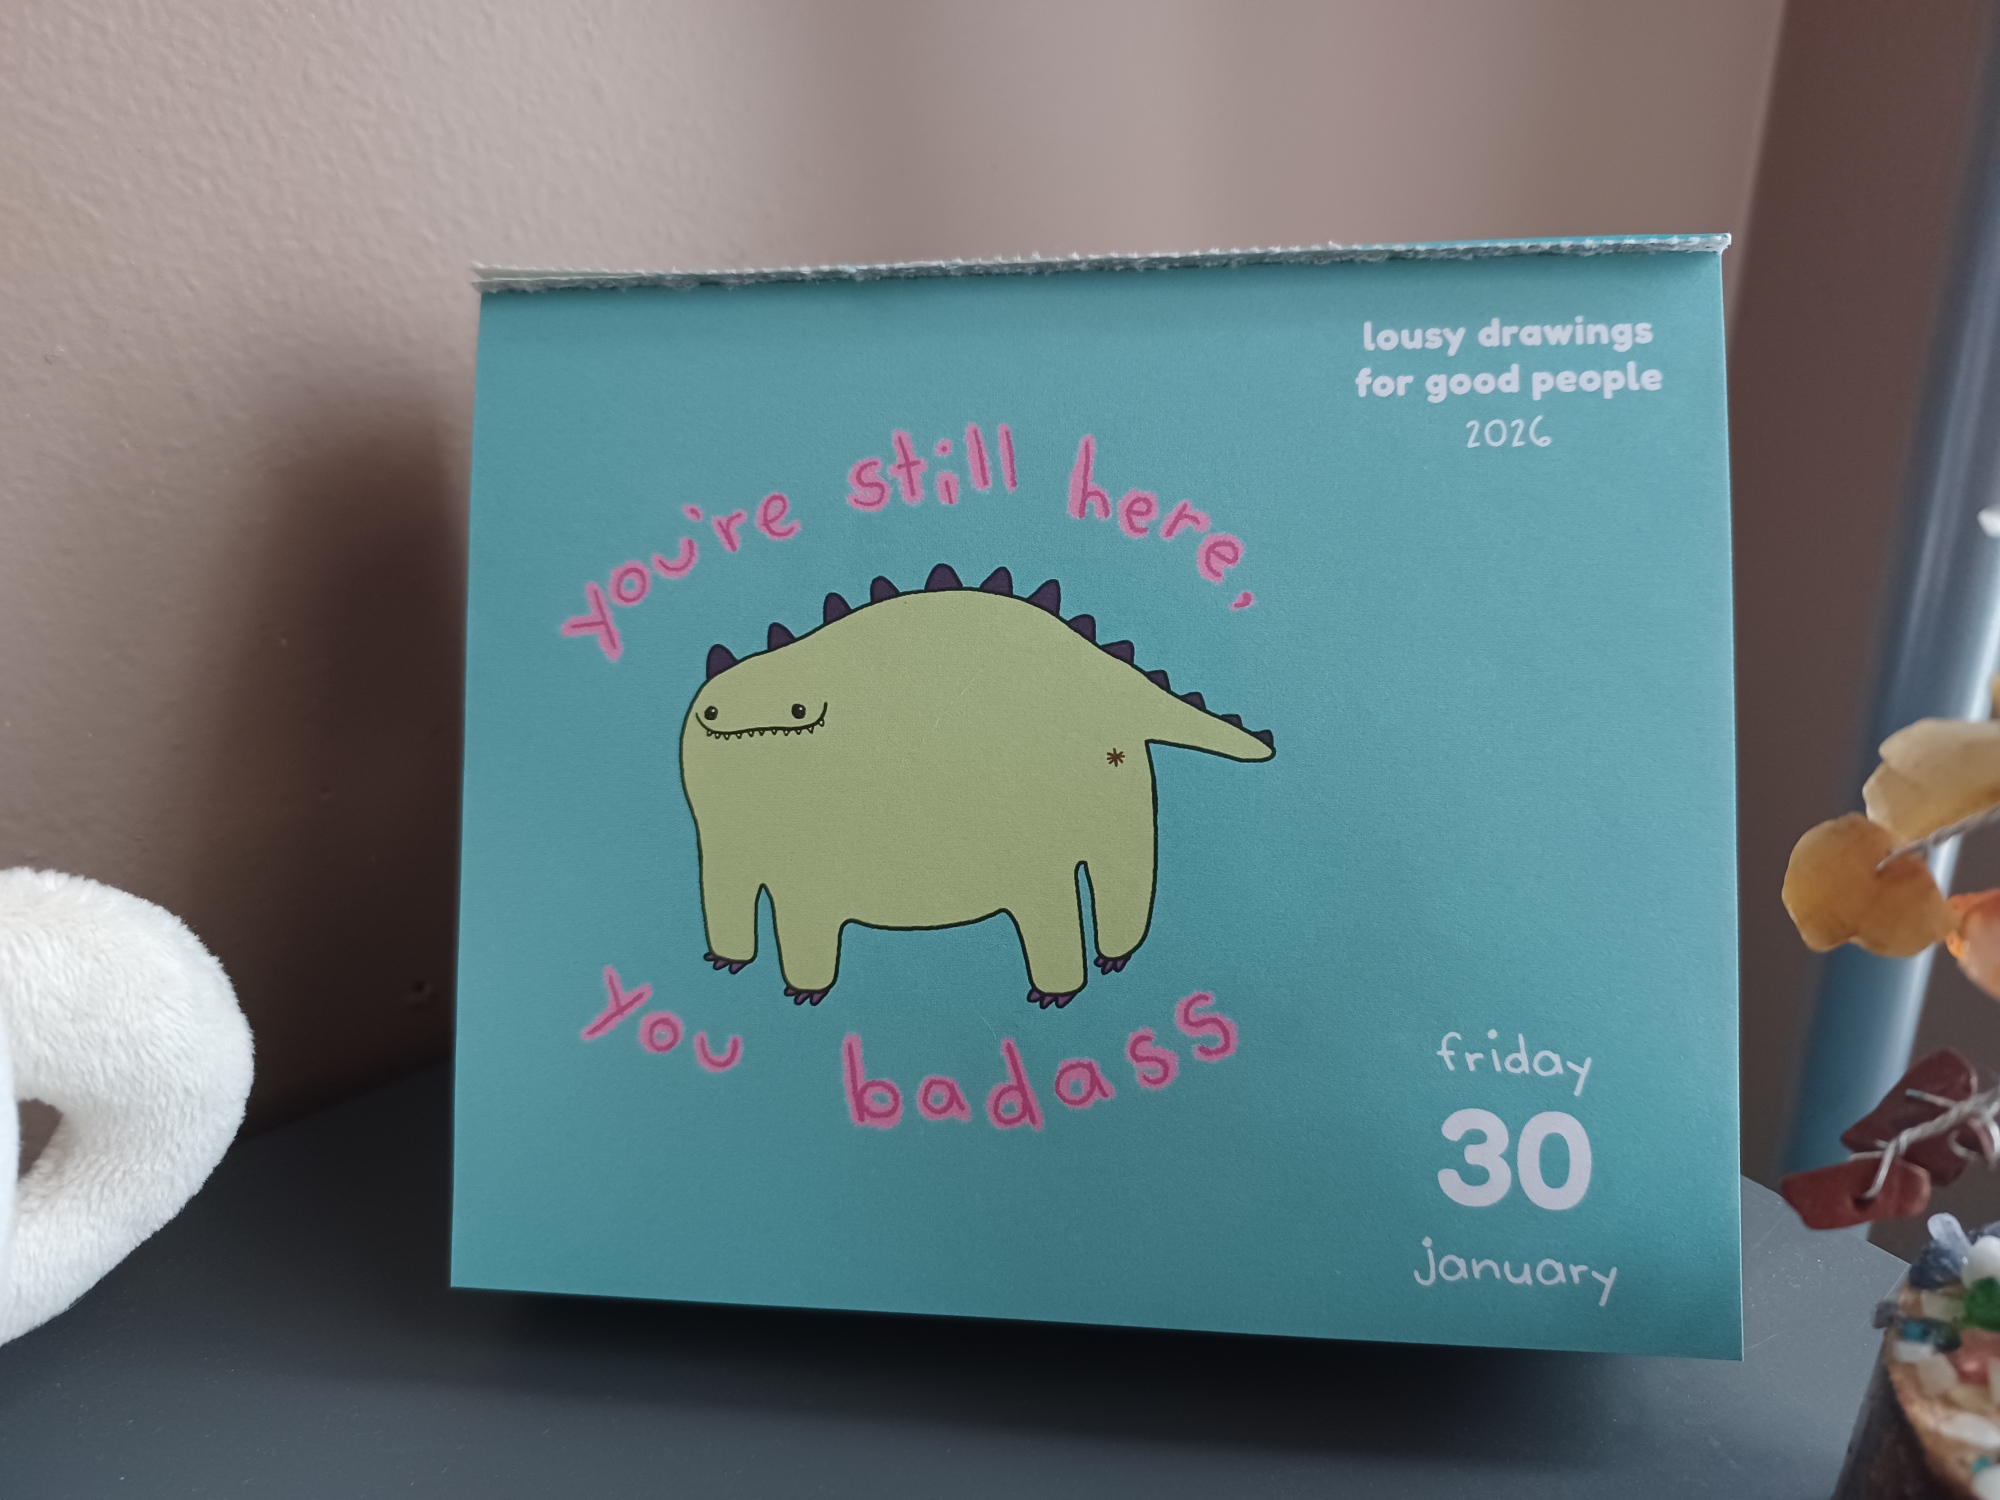 lousy drawings
for good people
2026
you're still here,
you badass
friday
30
january